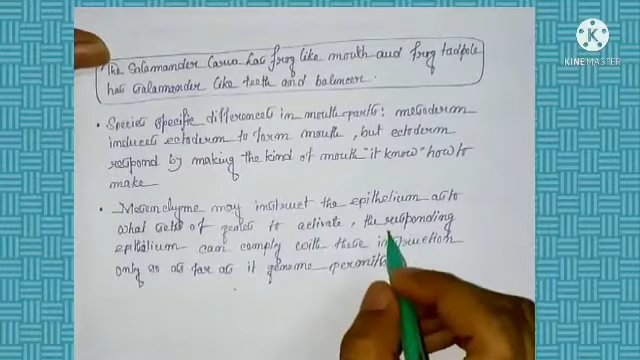 The Salamander Larva has frog like mouth and frog tadpole
has Salamander like teeth and balancer.
• Species specific differences in mouth parts: mesoderm
induces ectoderm to form mouth, but ectoderm
respond by making the kind of mouth "it know" how to
make
• Mesenchyme may instruct the epithelium as to
what sets of genes to activate, the responding
epithelium can comply with these instruction
only so as far as it genome permits
KINEMASTER